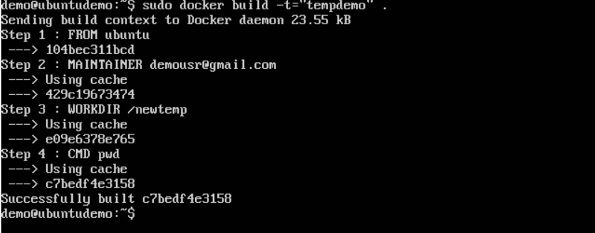 demo@ubuntudemo:~$ sudo docker build -t="tempdemo" .
Sending build context to Docker daemon 23.55 kB
Step 1 : FROM ubuntu
 ---> 104bec311bcd
Step 2 : MAINTAINER demousr@gmail.com
 ---> Using cache
 ---> 429c19673474
Step 3 : WORKDIR /newtemp
 ---> Using cache
 ---> e09e6378e765
Step 4 : CMD pwd
 ---> Using cache
 ---> c7bedf4e3158
Successfully built c7bedf4e3158
demo@ubuntudemo:~$